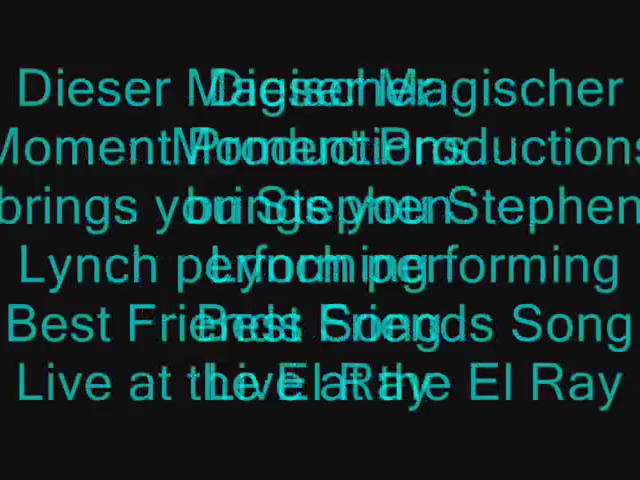 Dieser Magischer
Moment Productions
brings you Stephen
Lynch performing
Best Friends Song
Live at the El Ray